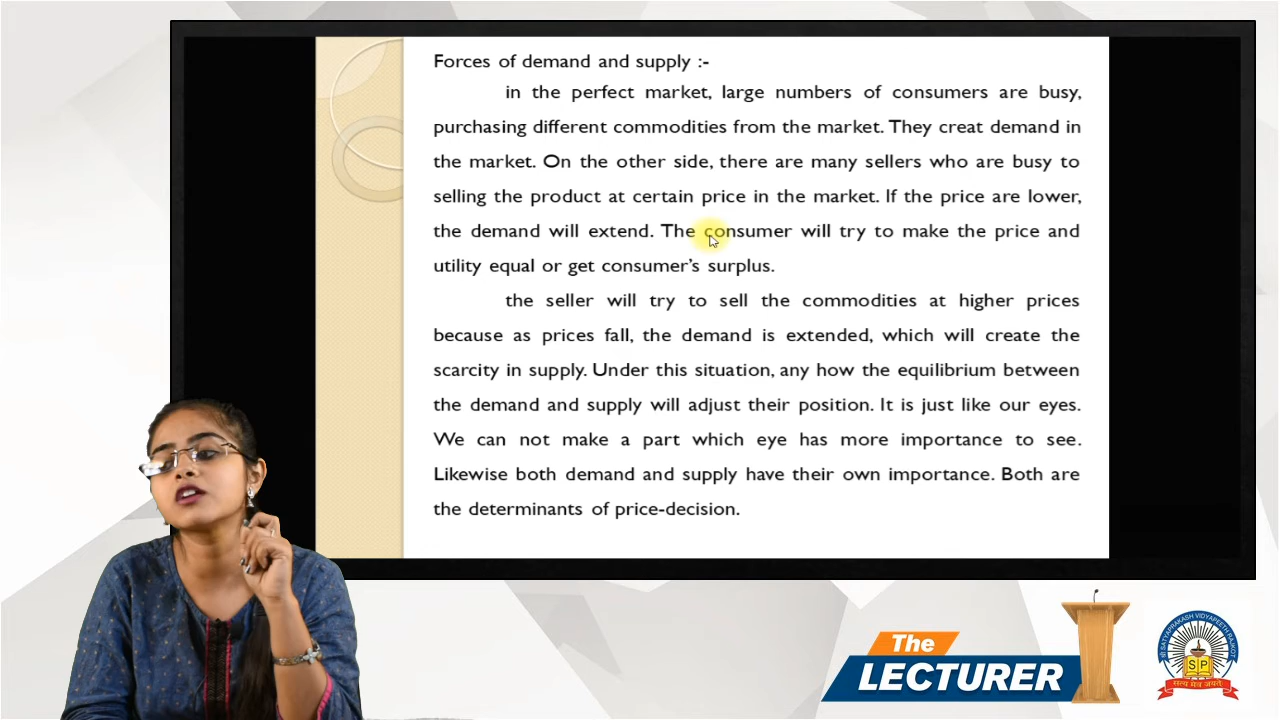 Forces of demand and supply :-
in the perfect market, large numbers of consumers are busy,
purchasing different commodities from the market. They creat demand in
the market. On the other side, there are many sellers who are busy to
selling the product at certain price in the market. If the price are lower,
the demand will extend. The consumer will try to make the price and
utility equal or get consumer's surplus.
the seller will try to sell the commodities at higher prices
because as prices fall, the demand is extended, which will create the
scarcity in supply. Under this situation, any how the equilibrium between
the demand and supply will adjust their position. It is just like our eyes.
We can not make a part which eye has more importance to see.
Likewise both demand and supply have their own importance. Both are
the determinants of price-decision.
The
LECTURER
SATYAPRAKASH VIDYAPEETH RAJKOT
SP
सत्य मेव जयते